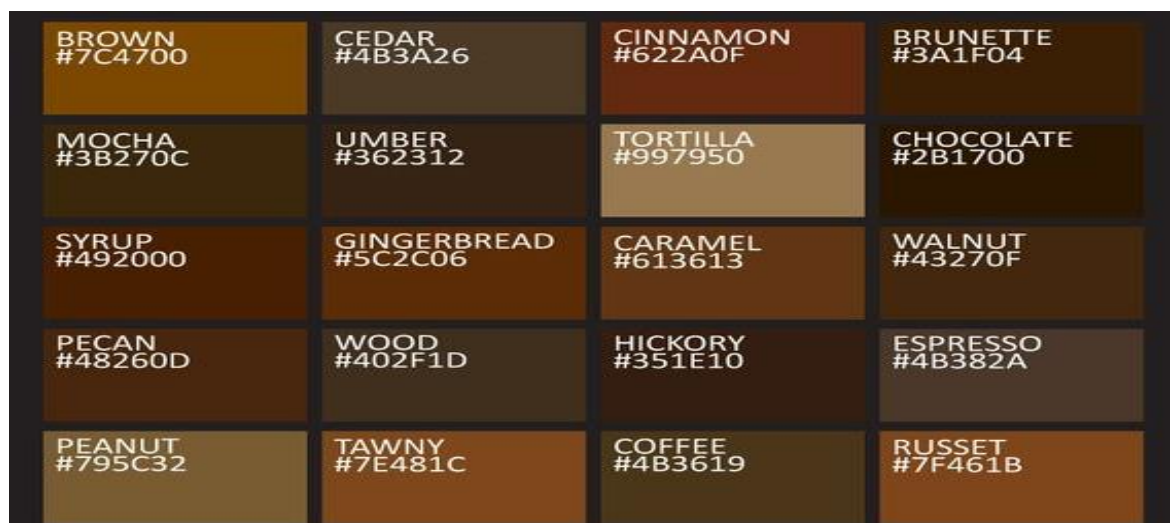 BROWN
#7C4700
CEDAR
#4B3A26
CINNAMON
#622A0F
BRUNETTE
#3A1F04
MOCHA
#3B270C
UMBER
#362312
TORTILLA
#997950
CHOCOLATE
#2B1700
SYRUP
#492000
GINGERBREAD
#5C2C06
CARAMEL
#613613
WALNUT
#43270F
PECAN
#48260D
WOOD
#402F1D
HICKORY
#351E10
ESPRESSO
#4B382A
PEANUT
#795C32
TAWNY
#7E481C
COFFEE
#4B3619
RUSSET
#7F461B